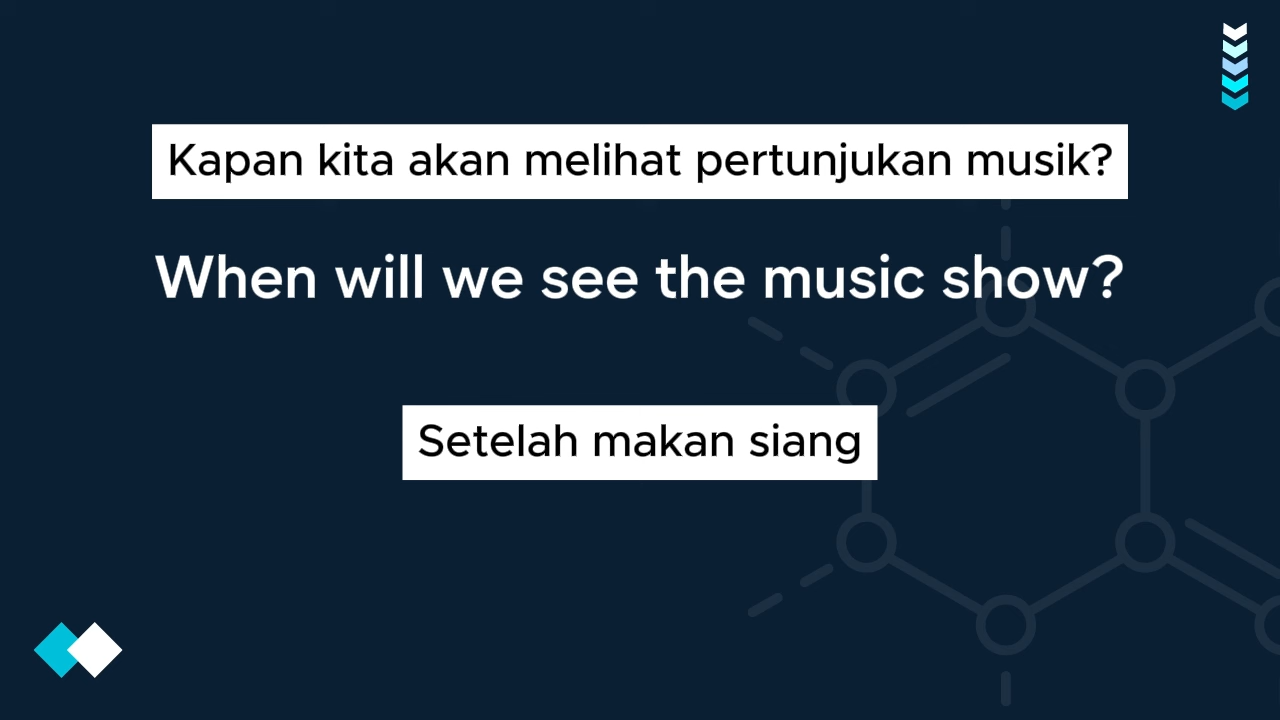 Kapan kita akan melihat pertunjukan musik?
When will we see the music show?
Setelah makan siang